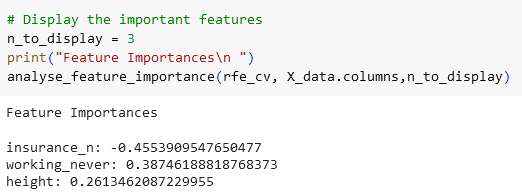 # Display the important features
n_to_display = 3
print("Feature Importances\n ")
analyse_feature_importance(rfe_cv, X_data.columns,n_to_display)
Feature Importances
insurance_n: -0.4553909547650477
working_never: 0.38746188818768373
height: 0.2613462087229955